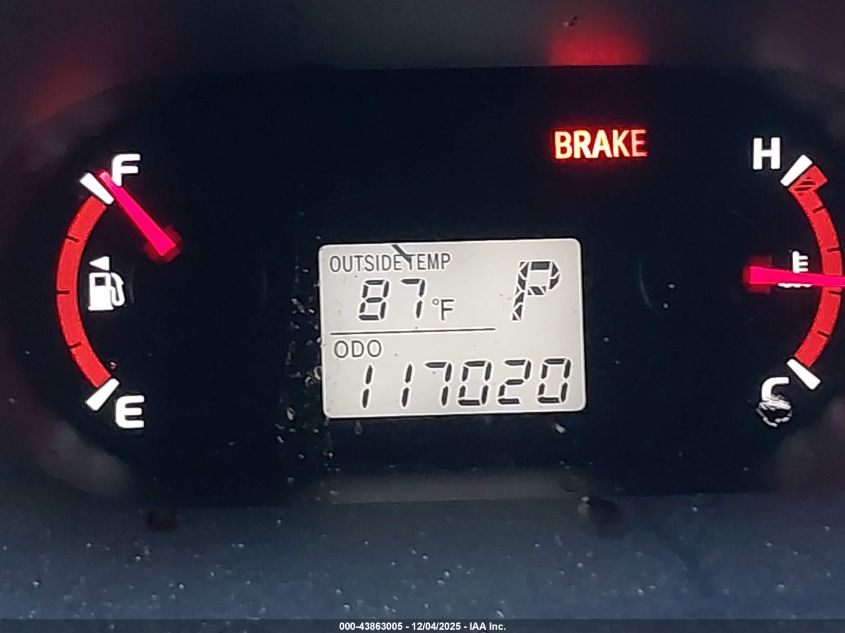 F
BRAKE
H
OUTSIDE TEMP
P
87°F
ODO
117020
E
C
000-43863005 - 12/04/2025 - IAA Inc.